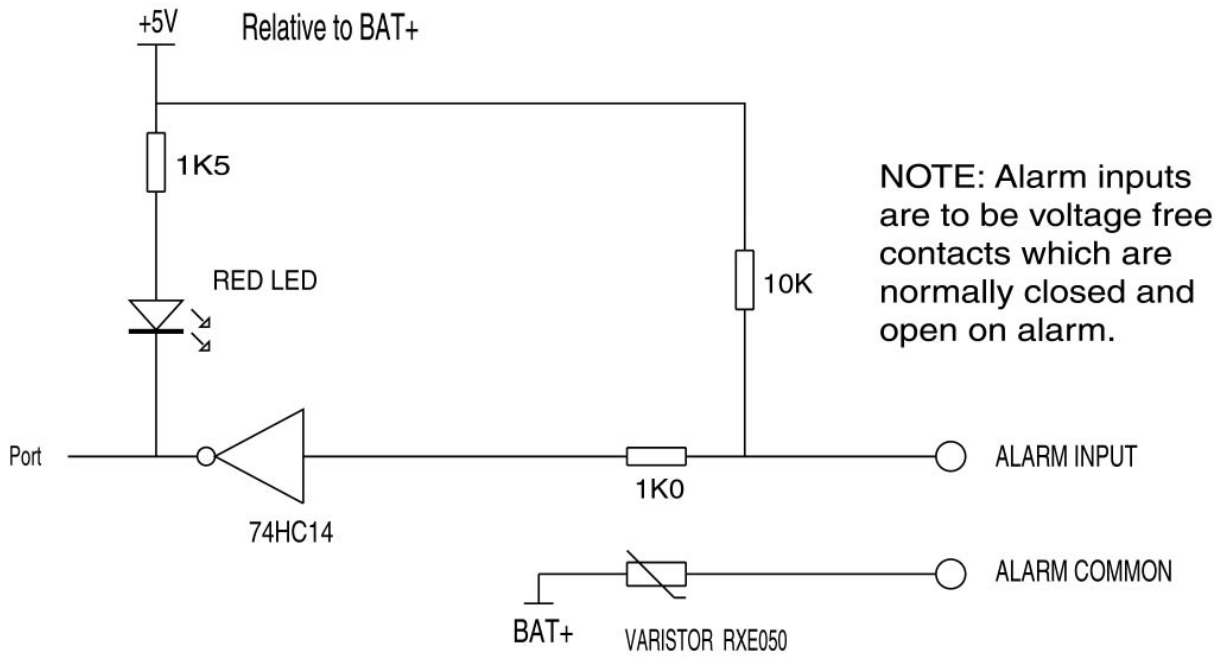 +5V
Relative to BAT+
1K5
NOTE: Alarm inputs
are to be voltage free
contacts which are
normally closed and
open on alarm.
RED LED
10K
Port
ALARM INPUT
1K0
74HC14
ALARM COMMON
BAT+
VARISTOR RXE050